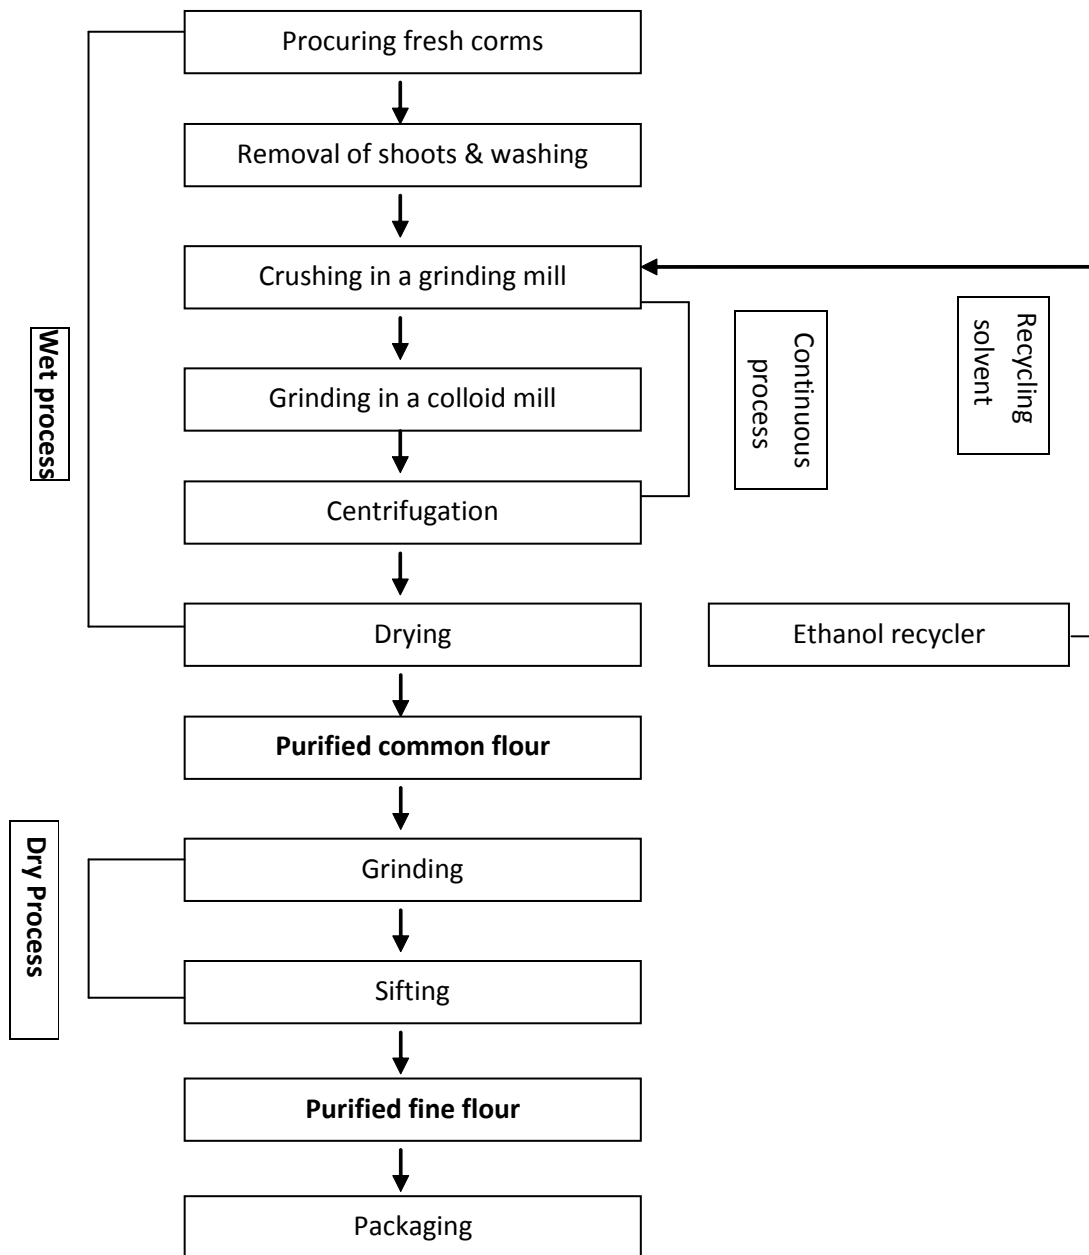 Procuring fresh corms
Removal of shoots & washing
Crushing in a grinding mill
Recycling
solvent
Continuous
process
Wet process
Grinding in a colloid mill
Centrifugation
Drying
Ethanol recycler
Purified common flour
Dry Process
Grinding
Sifting
Purified fine flour
Packaging